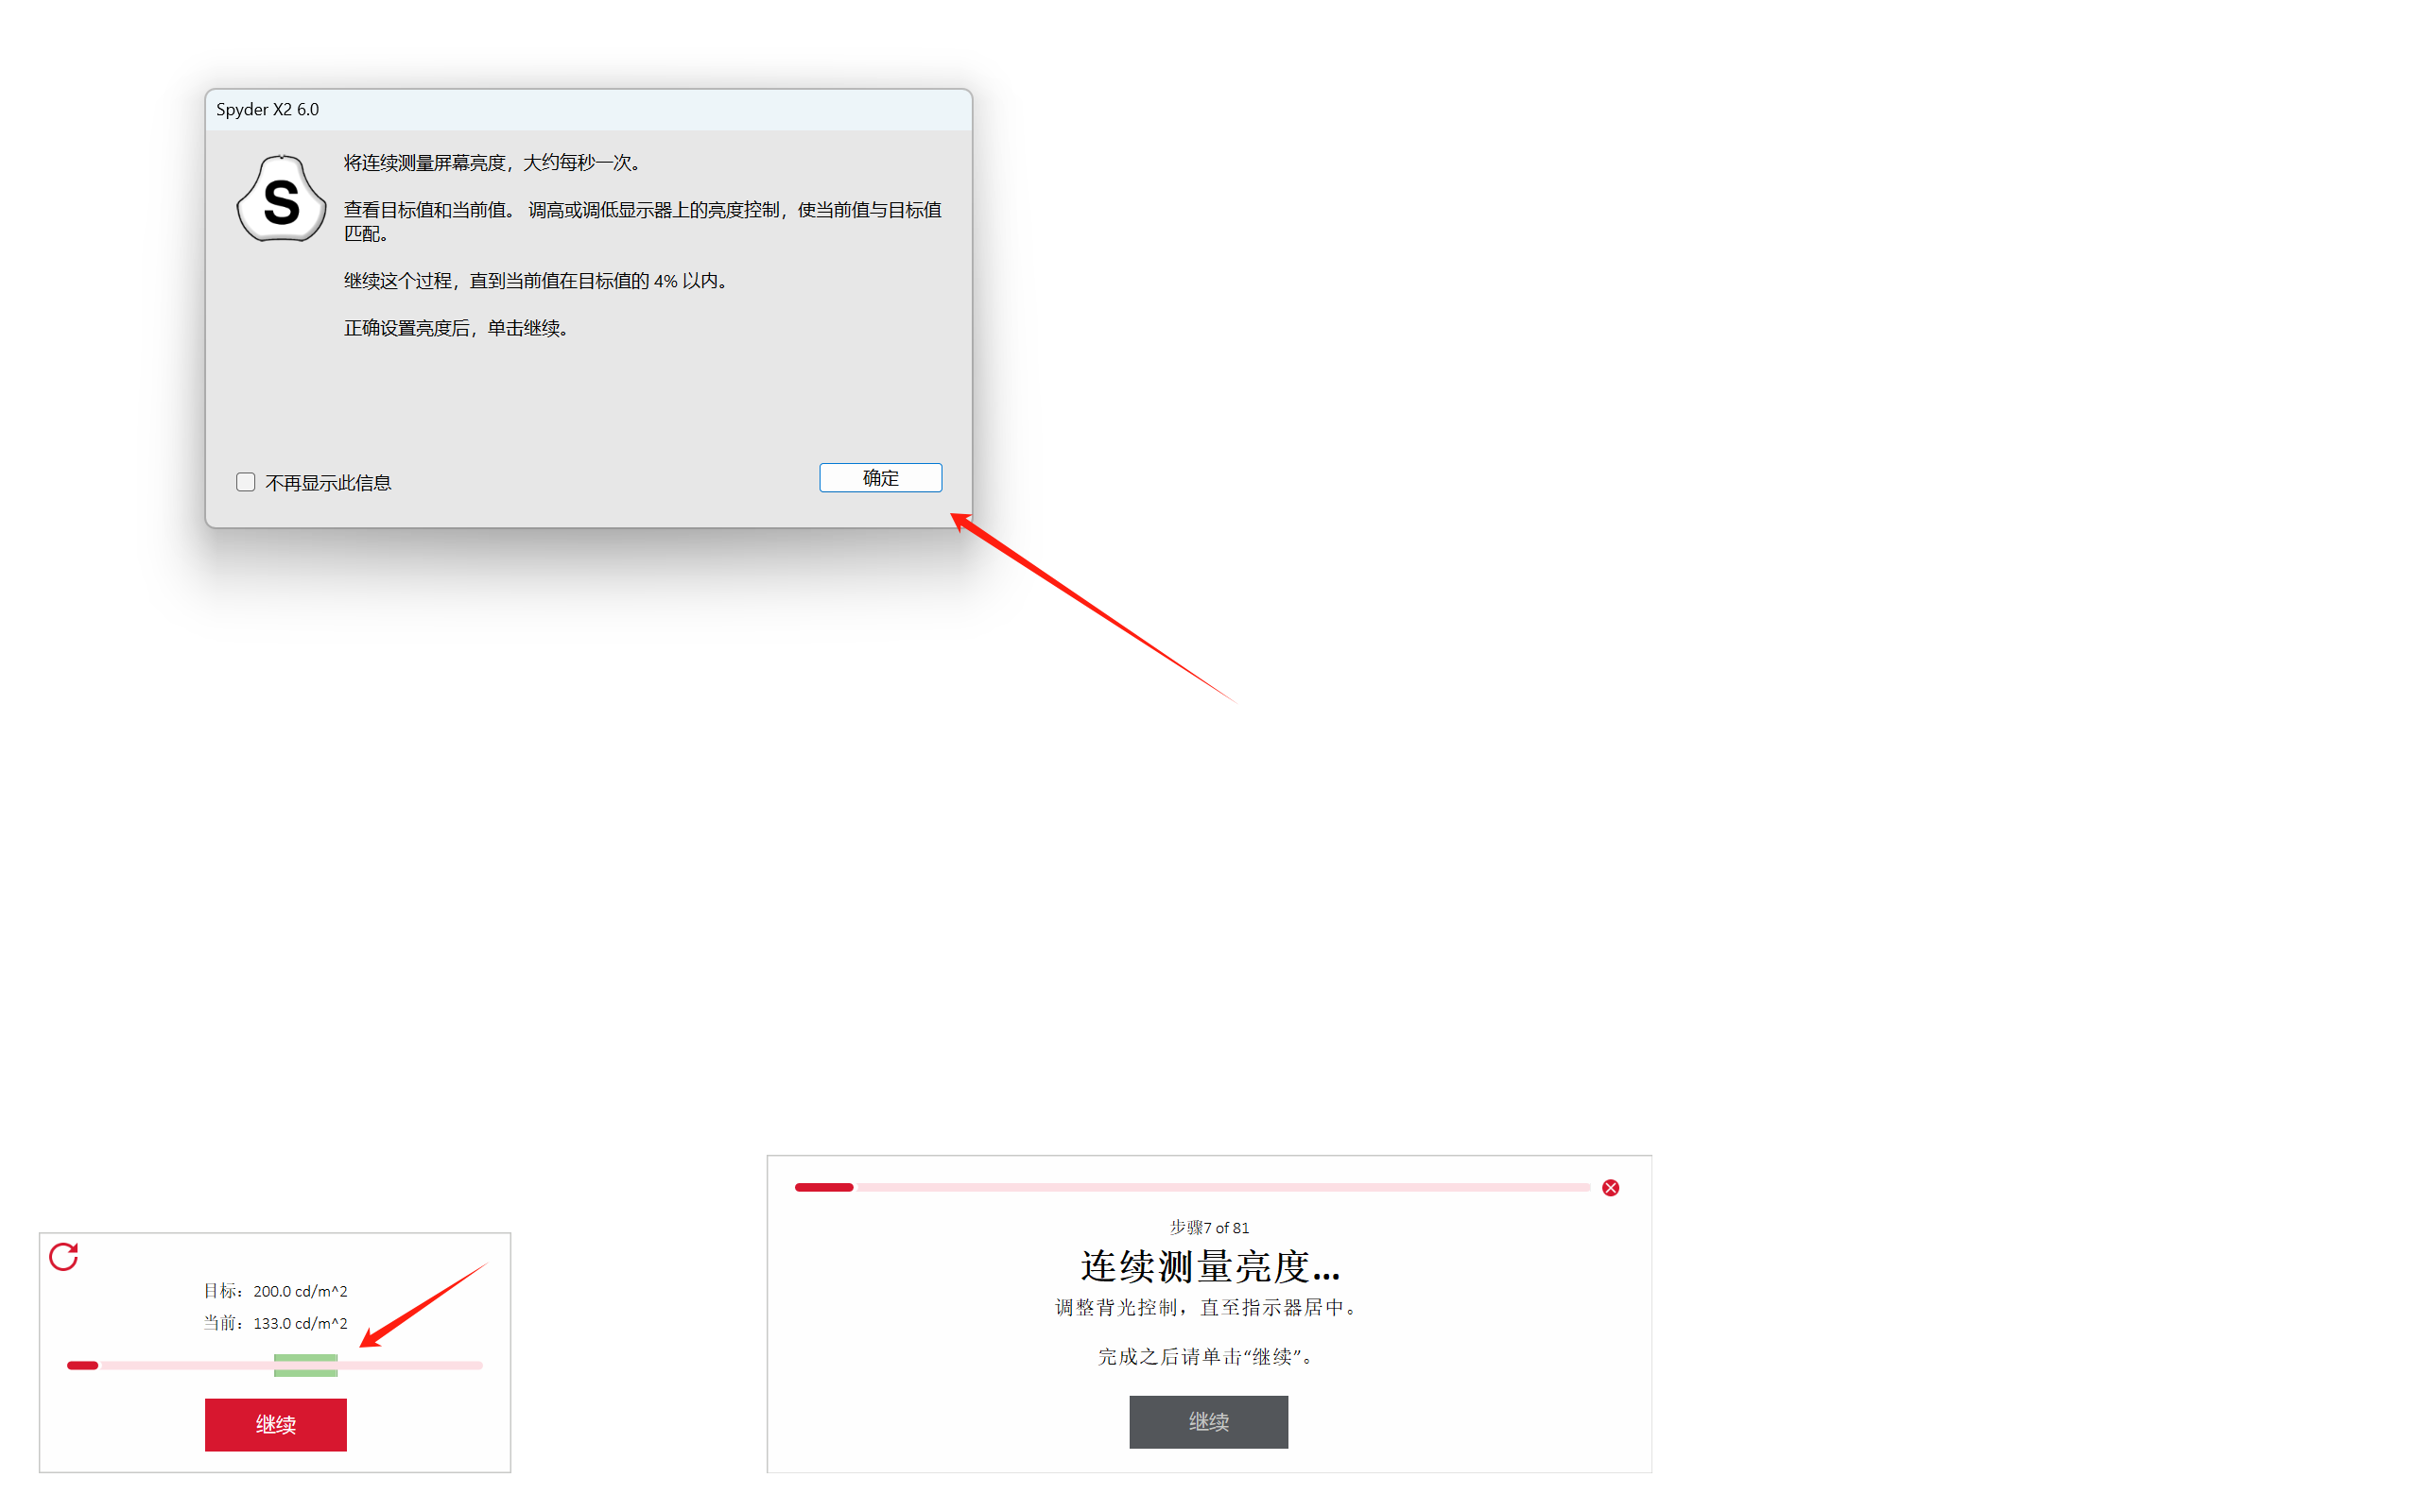 Spyder X2 6.0
S
将连续测量屏幕亮度，大约每秒一次。
查看目标值和当前值。 调高或调低显示器上的亮度控制，使当前值与目标值
匹配。
继续这个过程，直到当前值在目标值的 4% 以内。
正确设置亮度后，单击继续。
不再显示此信息
确定
目标：200.0 cd/m^2
当前：133.0 cd/m^2
继续
步骤7 of 81
连续测量亮度...
调整背光控制，直至指示器居中。
完成之后请单击“继续”。
继续